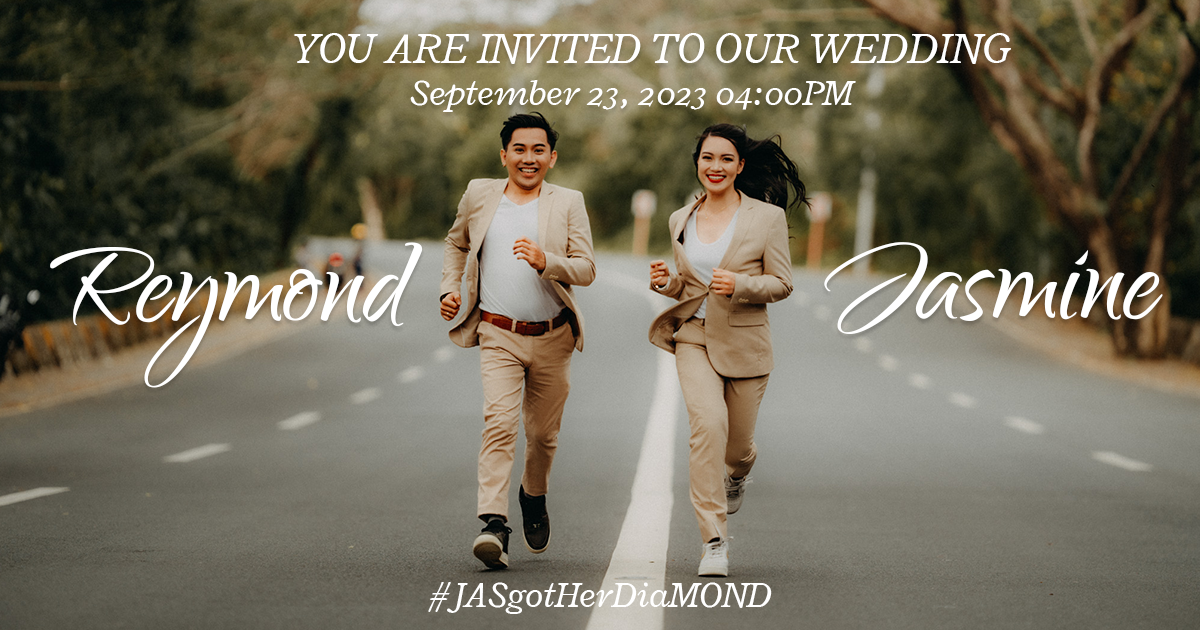 YOU ARE INVITED TO OUR WEDDING
September 23, 2023 04:00PM
Reymond
Jasmine
#JASgotHerDiaMOND